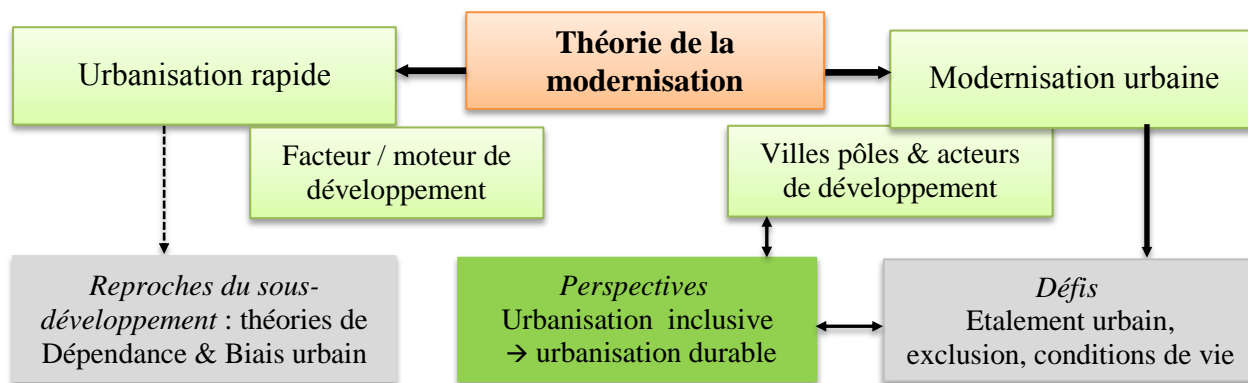 Urbanisation rapide
Théorie de la
modernisation
Modernisation urbaine
Facteur / moteur de
développement
Villes pôles & acteurs
de développement
Reproches du sous-
développement : théories de
Dépendance & Biais urbain
Perspectives
Urbanisation inclusive
→ urbanisation durable
Défis
Etalement urbain,
exclusion, conditions de vie